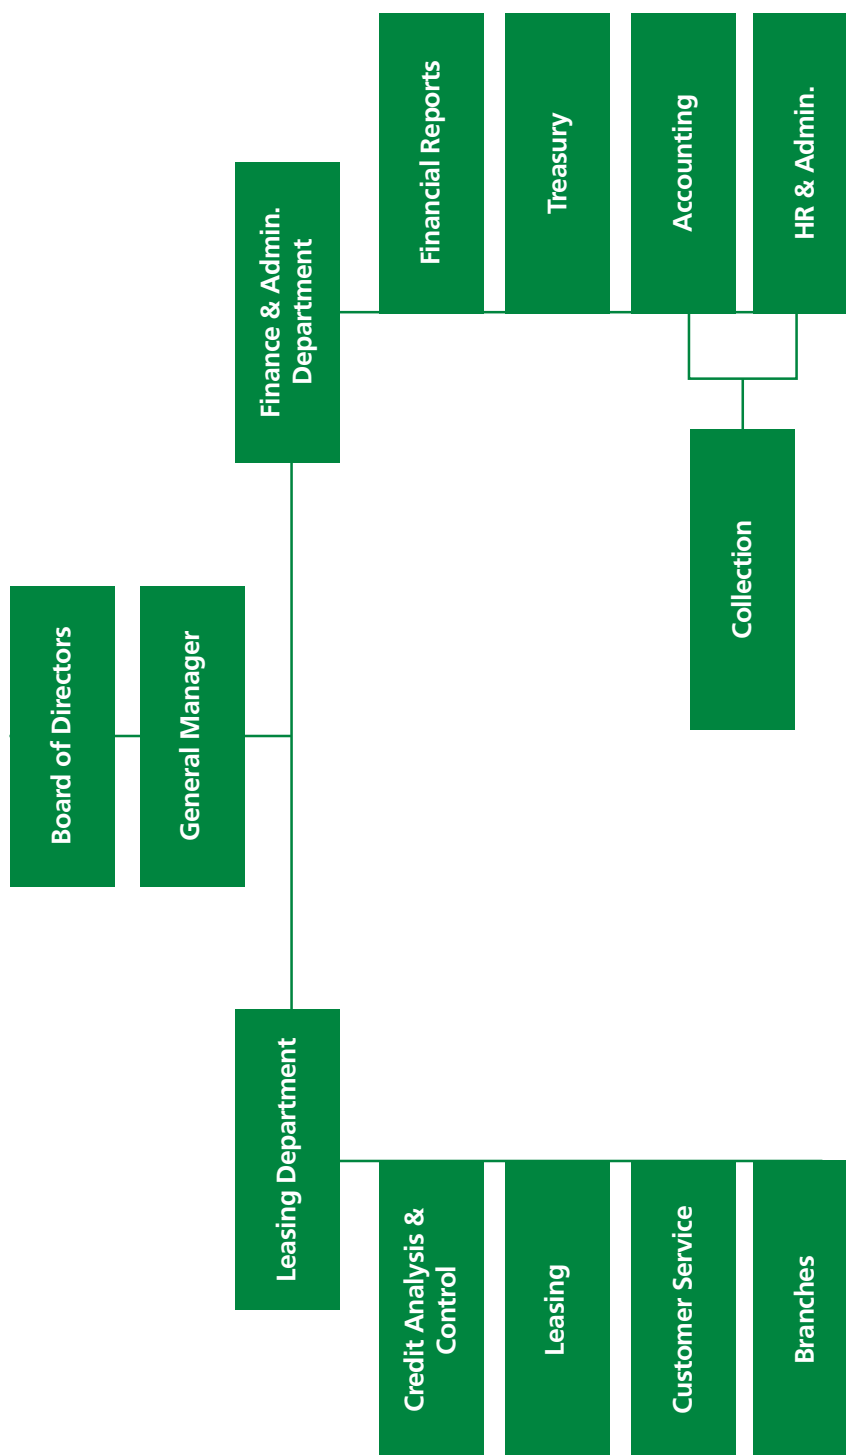 Board of Directors
General Manager
Leasing Department
Finance & Admin.
Department
Credit Analysis &
Control
Leasing
Customer Service
Branches
Financial Reports
Treasury
Accounting
HR & Admin.
Collection